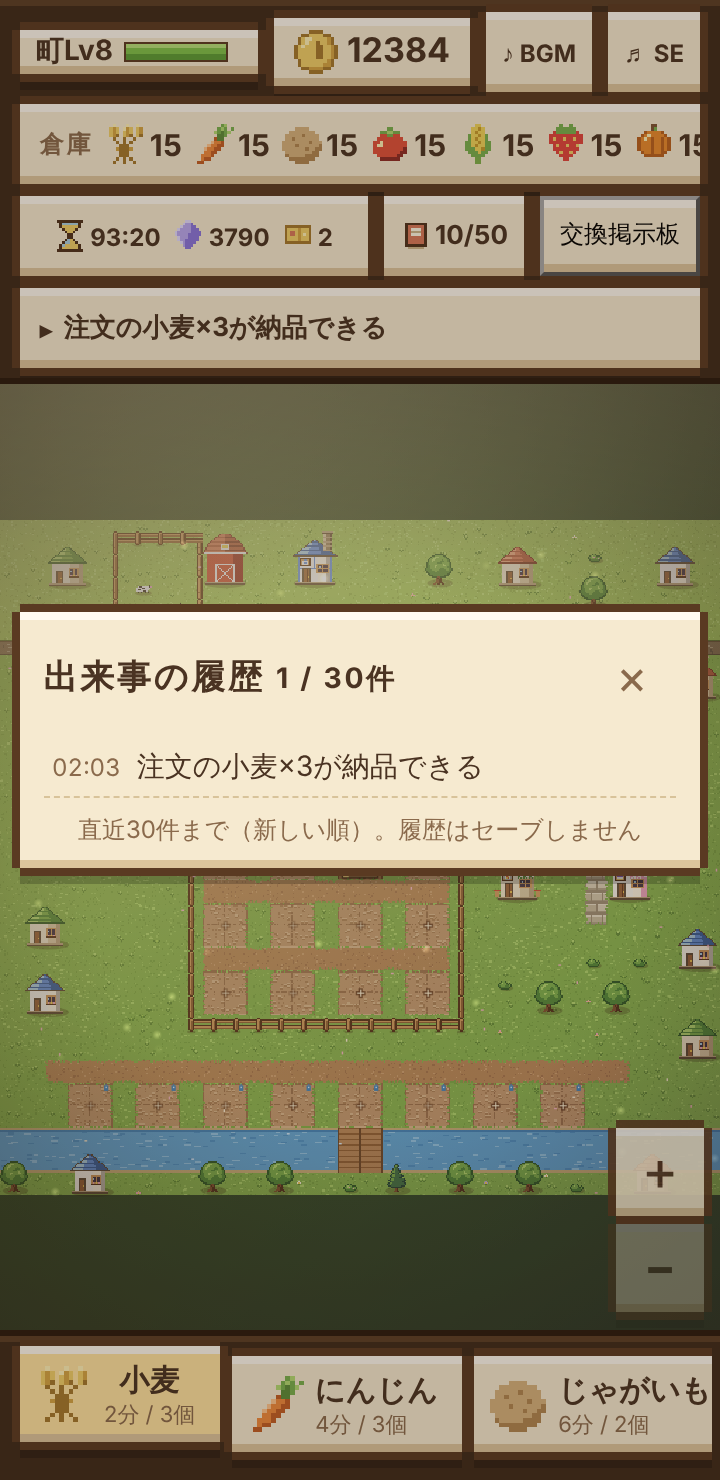 町Lv8 12384 ♪ BGM ♬ SE
倉庫 15 15 15 15 15 15 15
93:20 3790 2 10/50 交換掲示板
▸ 注文の小麦×3が納品できる
出来事の履歴 1 / 30件 ×
02:03 注文の小麦×3が納品できる
直近30件まで（新しい順）。履歴はセーブしません
+
−
小麦 にんじん じゃがいも
2分 / 3個 4分 / 3個 6分 / 2個